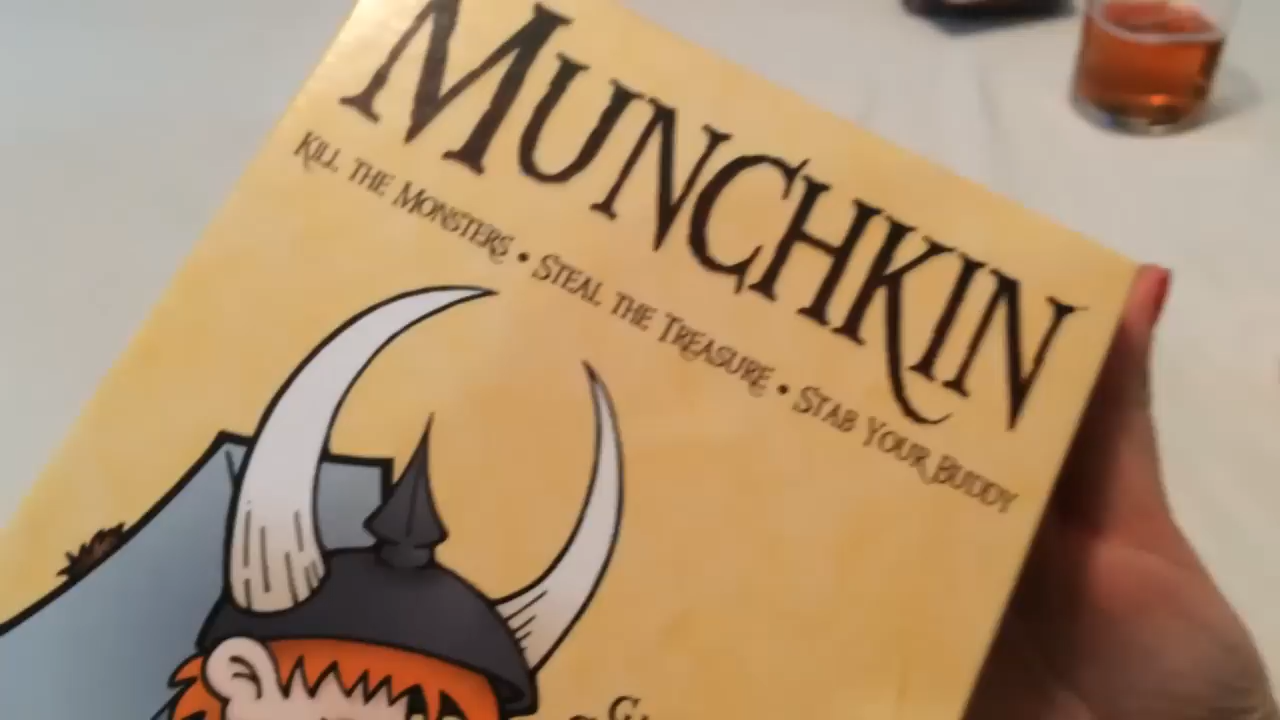 MUNCHKIN
KILL THE MONSTERS • STEAL THE TREASURE • STAB YOUR BUDDY